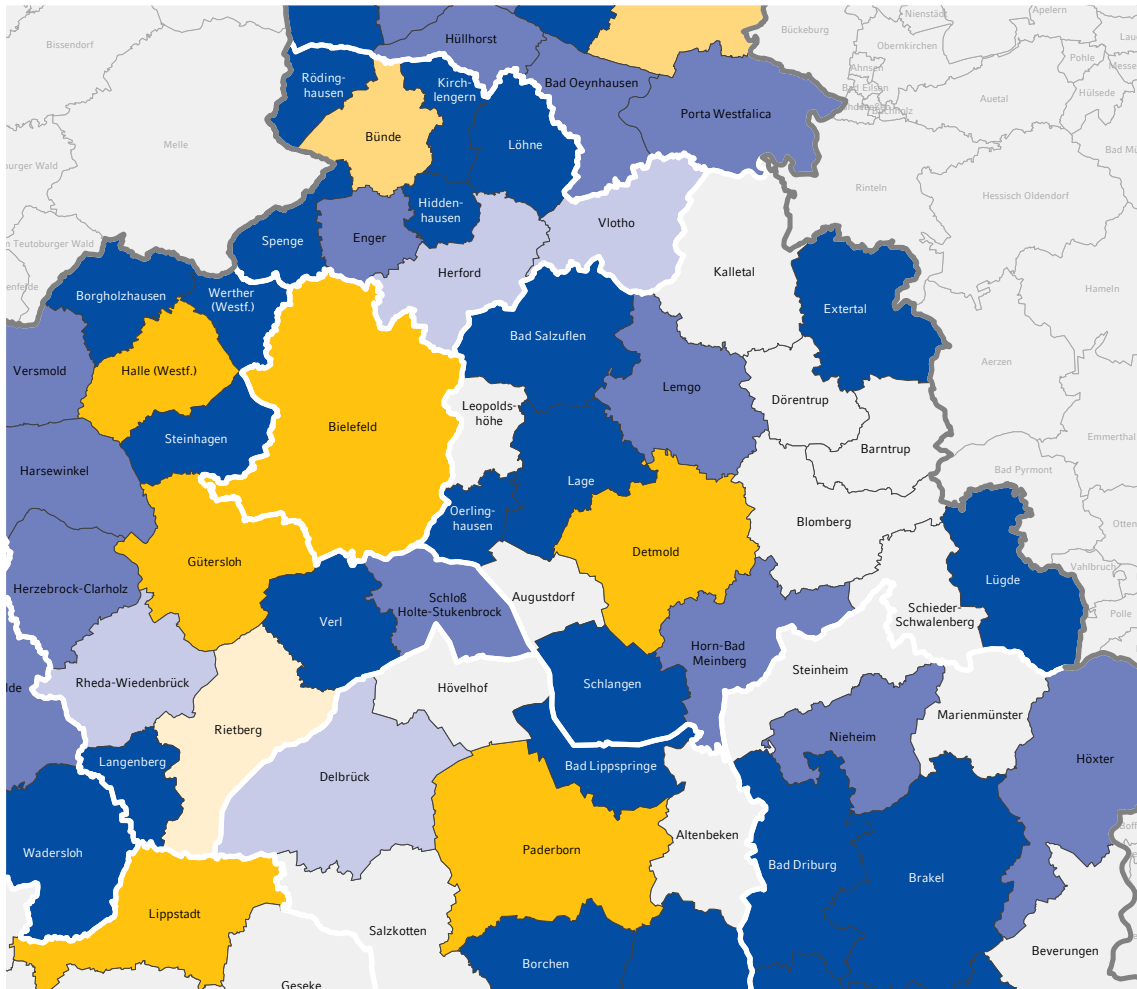 Bückeburg
Nienstädt
Apelern
Obernkirchen
Bissendorf
Hüllhorst
Pohle
Ahnsen
Bad Eilsen
Hülsede
Auetal
Buchholz
Röding-
hausen
Kirch-
lengern
Bad Oeynhausen
Porta Westfalica
Bünde
Löhne
Melle
Rinteln
Hessisch Oldendorf
Hidden-
hausen
Vlotho
Spenge
Enger
Herford
Kalletal
Hameln
Borgholzhausen
Werther
(Westf.)
Extertal
Bad Salzuflen
Aerzen
Versmold
Halle (Westf.)
Lemgo
Dörentrup
Leopolds-
höhe
Bielefeld
Steinhagen
Barntrup
Emmerthal
Harsewinkel
Bad Pyrmont
Lage
Oerling-
hausen
Blomberg
Detmold
Gütersloh
Vahlbruch
Lügde
Herzebrock-Clarholz
Schloß
Holte-Stukenbrock
Augustdorf
Verl
Schieder-
Schwalenberg
Polle
Horn-Bad
Meinberg
Steinheim
Rheda-Wiedenbrück
Hövelhof
Schlangen
Marienmünster
Rietberg
Nieheim
Höxter
Langenberg
Delbrück
Bad Lippspringe
Altenbeken
Wadersloh
Paderborn
Bad Driburg
Brakel
Lippstadt
Salzkotten
Beverungen
Borchen
Geseke